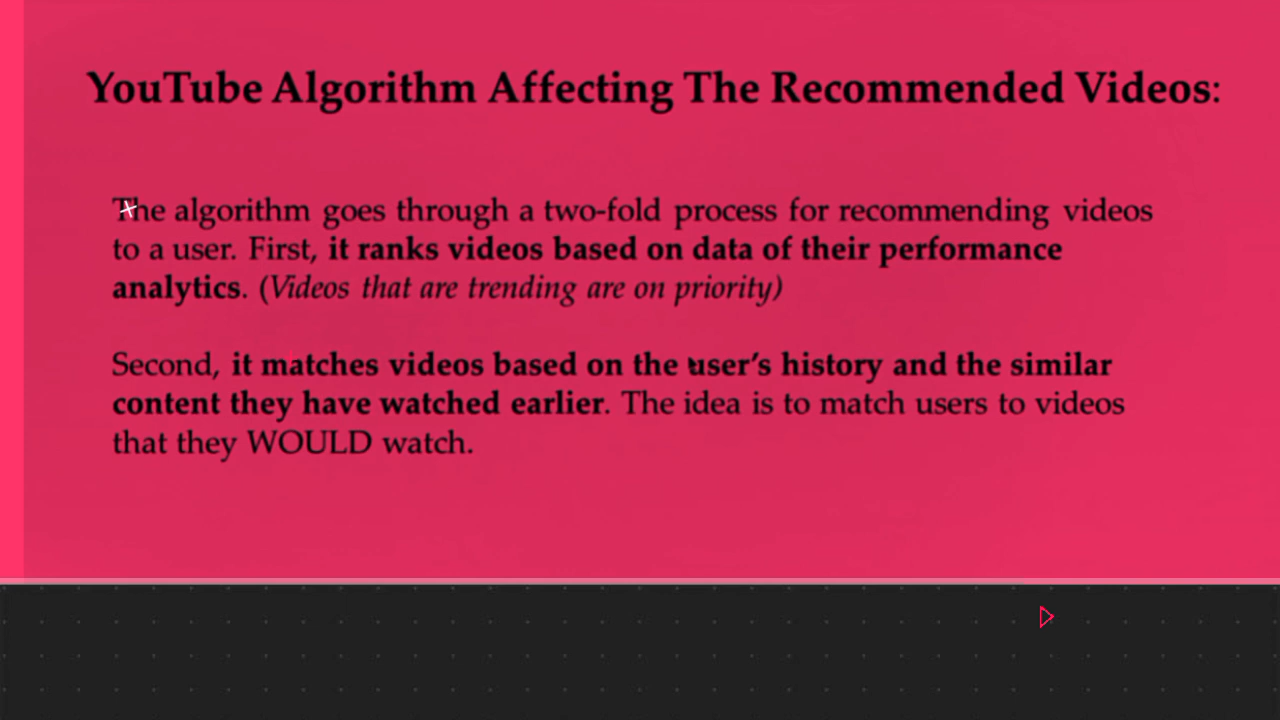 YouTube Algorithm Affecting The Recommended Videos:
The algorithm goes through a two-fold process for recommending videos
to a user. First, it ranks videos based on data of their performance
analytics. (Videos that are trending are on priority)
Second, it matches videos based on the user's history and the similar
content they have watched earlier. The idea is to match users to videos
that they WOULD watch.